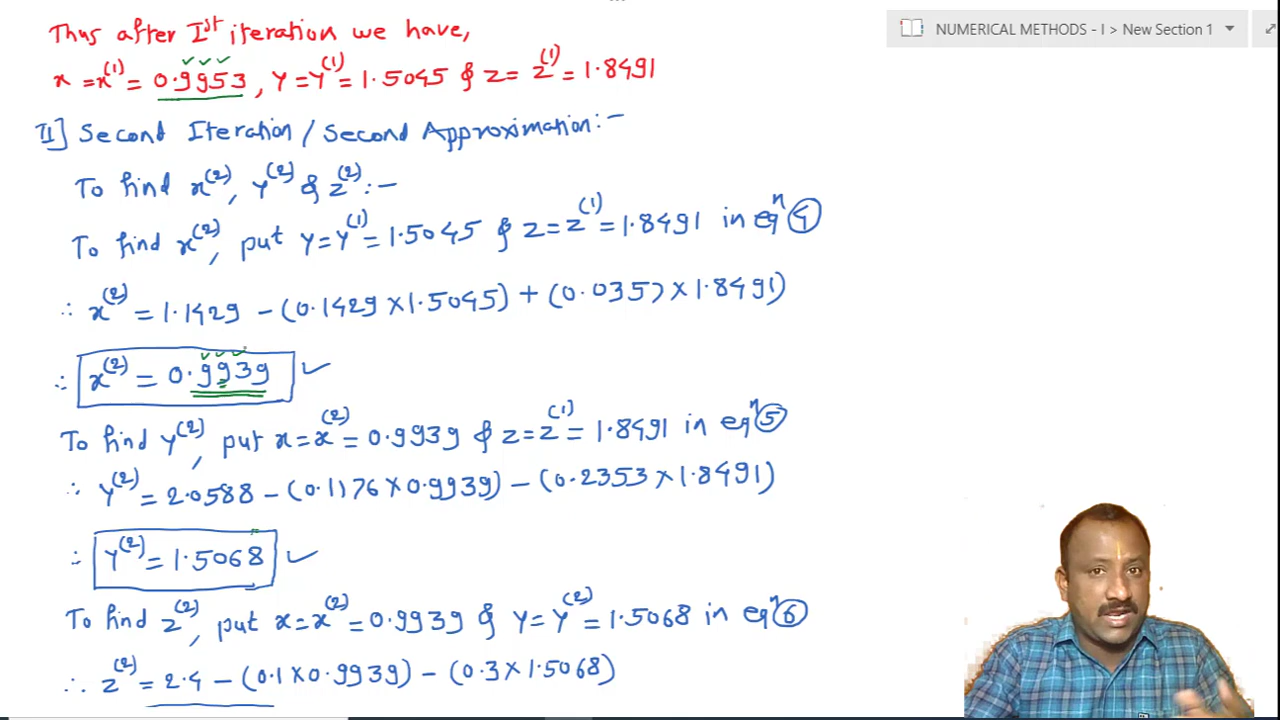 Thus after Iˢᵗ iteration we have,
x = x⁽¹⁾ = 0.9953, y = y⁽¹⁾ = 1.5045 & z = z⁽¹⁾ = 1.8491
NUMERICAL METHODS - I > New Section 1
II] Second Iteration / Second Approximation:-
To find x⁽²⁾, y⁽²⁾ & z⁽²⁾:-
To find x⁽²⁾, put y = y⁽¹⁾ = 1.5045 & z = z⁽¹⁾ = 1.8491 in eqⁿ ④
∴ x⁽²⁾ = 1.1429 - (0.1429 × 1.5045) + (0.0357 × 1.8491)
∴ x⁽²⁾ = 0.9939 ✓
To find y⁽²⁾, put x = x⁽²⁾ = 0.9939 & z = z⁽¹⁾ = 1.8491 in eqⁿ ⑤
∴ y⁽²⁾ = 2.0588 - (0.1176 × 0.9939) - (0.2353 × 1.8491)
∴ y⁽²⁾ = 1.5068 ✓
To find z⁽²⁾, put x = x⁽²⁾ = 0.9939 & y = y⁽²⁾ = 1.5068 in eqⁿ ⑥
∴ z⁽²⁾ = 2.4 - (0.1 × 0.9939) - (0.3 × 1.5068)